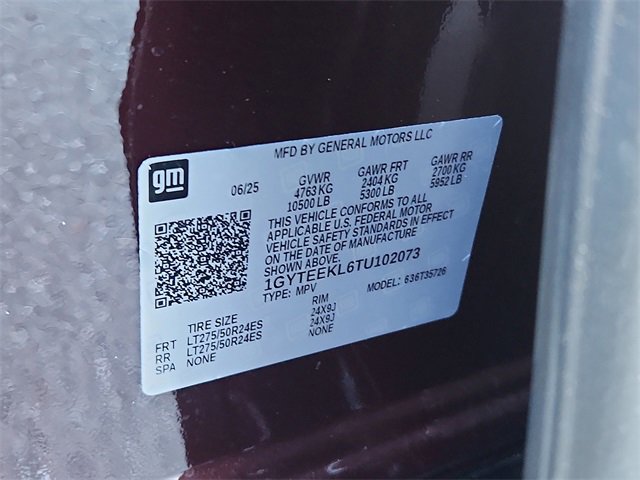 MFD BY GENERAL MOTORS LLC
gm
06/25
GVWR GAWR FRT GAWR RR
4763 KG 2404 KG 2700 KG
10500 LB 5300 LB 5952 LB
THIS VEHICLE CONFORMS TO ALL
APPLICABLE U.S. FEDERAL MOTOR
VEHICLE SAFETY STANDARDS IN EFFECT
ON THE DATE OF MANUFACTURE
SHOWN ABOVE.
1GYTEEKL6TU102073
TYPE: MPV MODEL: 636T35726
TIRE SIZE RIM
FRT LT275/50R24ES 24X9J
RR LT275/50R24ES 24X9J
SPA NONE NONE